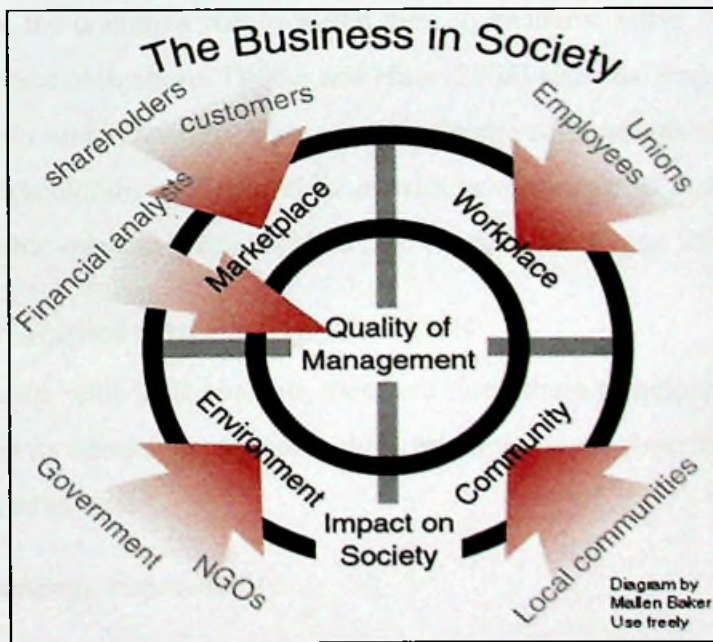 The Business in Society
shareholders
customers
Financial analysts
Marketplace
Employees
Unions
Workplace
Quality of
Management
Environment
Community
Government
NGOs
Impact on
Society
Local communities
Diagram by
Mallen Baker
Use freely